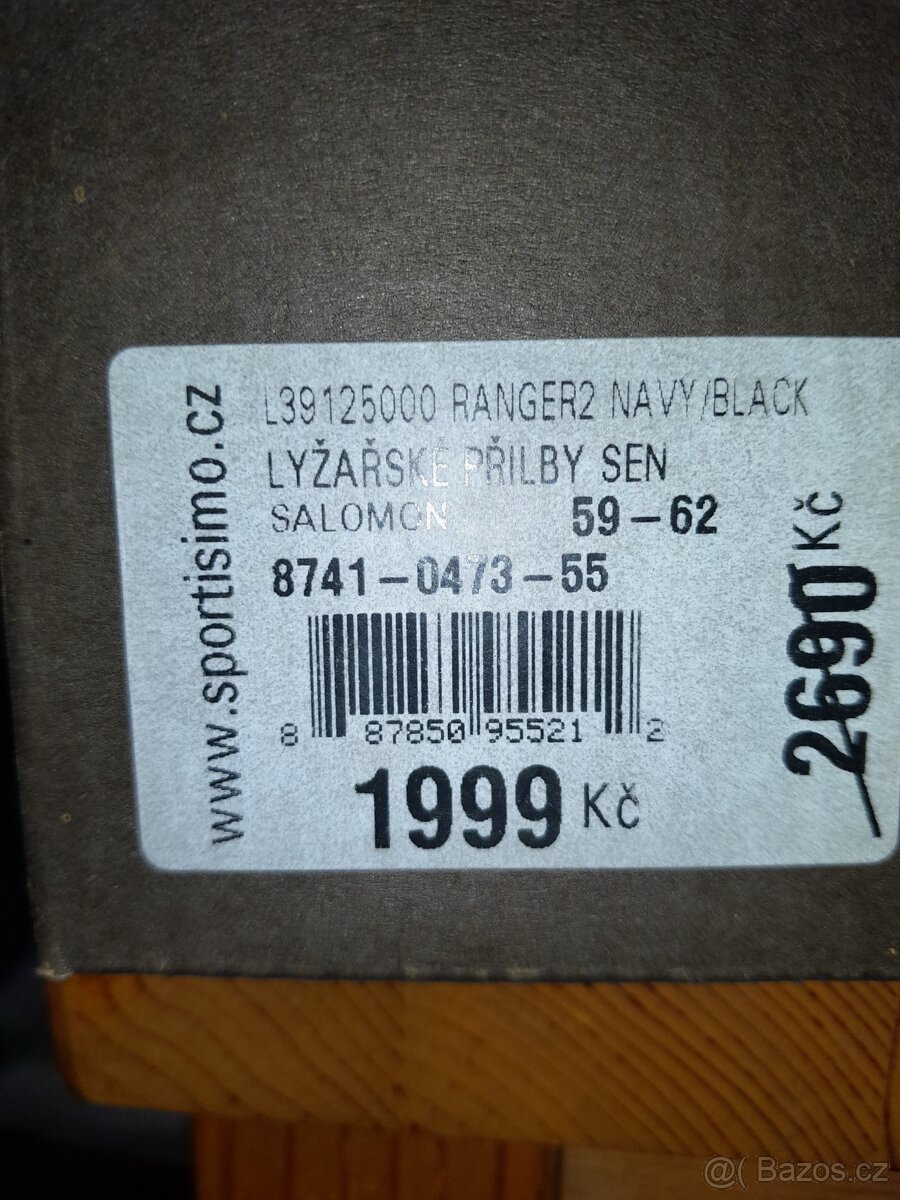 www.sportisimo.cz
L39125000 RANGER2 NAVY/BLACK
LYŽAŘSKÉ PŘILBY SEN
SALOMON 59-62
8741-0473-55
8 87850 95521 2
1999 Kč
2690 Kč
@( Bazos.cz